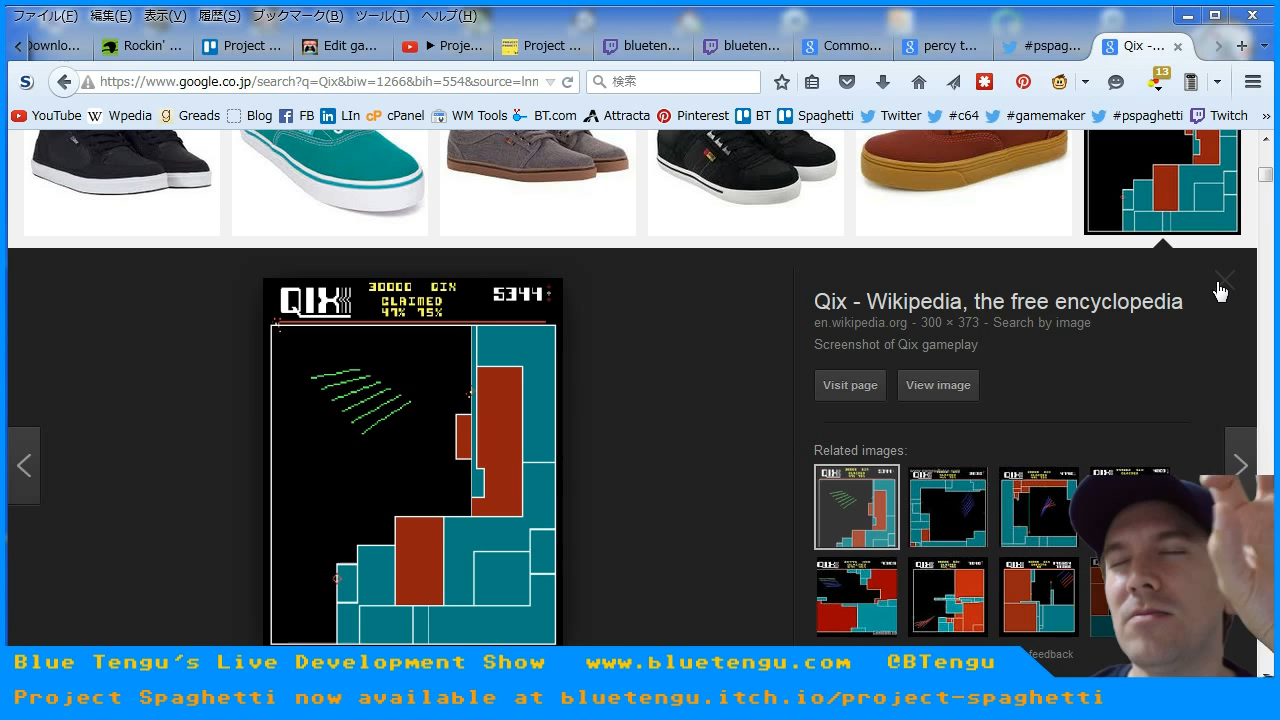 ファイル(F) 編集(E) 表示(V) 履歴(S) ブックマーク(B) ツール(T) ヘルプ(H)
Downlo... Rockin' ... Project ... Edit ga... ▶ Proje... Project ... blueten... blueten... Commo... percy t... #pspag... Qix -...
https://www.google.co.jp/search?q=Qix&biw=1266&bih=554&source=lnm 検索 13
YouTube Wpedia Greads Blog FB LIn cPanel WM Tools BT.com Attracta Pinterest BT Spaghetti Twitter #c64 #gamemaker #pspaghetti Twitch »
QIX 30000 QIX 5344
CLAIMED
47% 75%
Qix - Wikipedia, the free encyclopedia
en.wikipedia.org - 300 × 373 - Search by image
Screenshot of Qix gameplay
Visit page View image
Related images:
feedback
Blue Tengu's Live Development Show www.bluetengu.com @BTengu
Project Spaghetti now available at bluetengu.itch.io/project-spaghetti